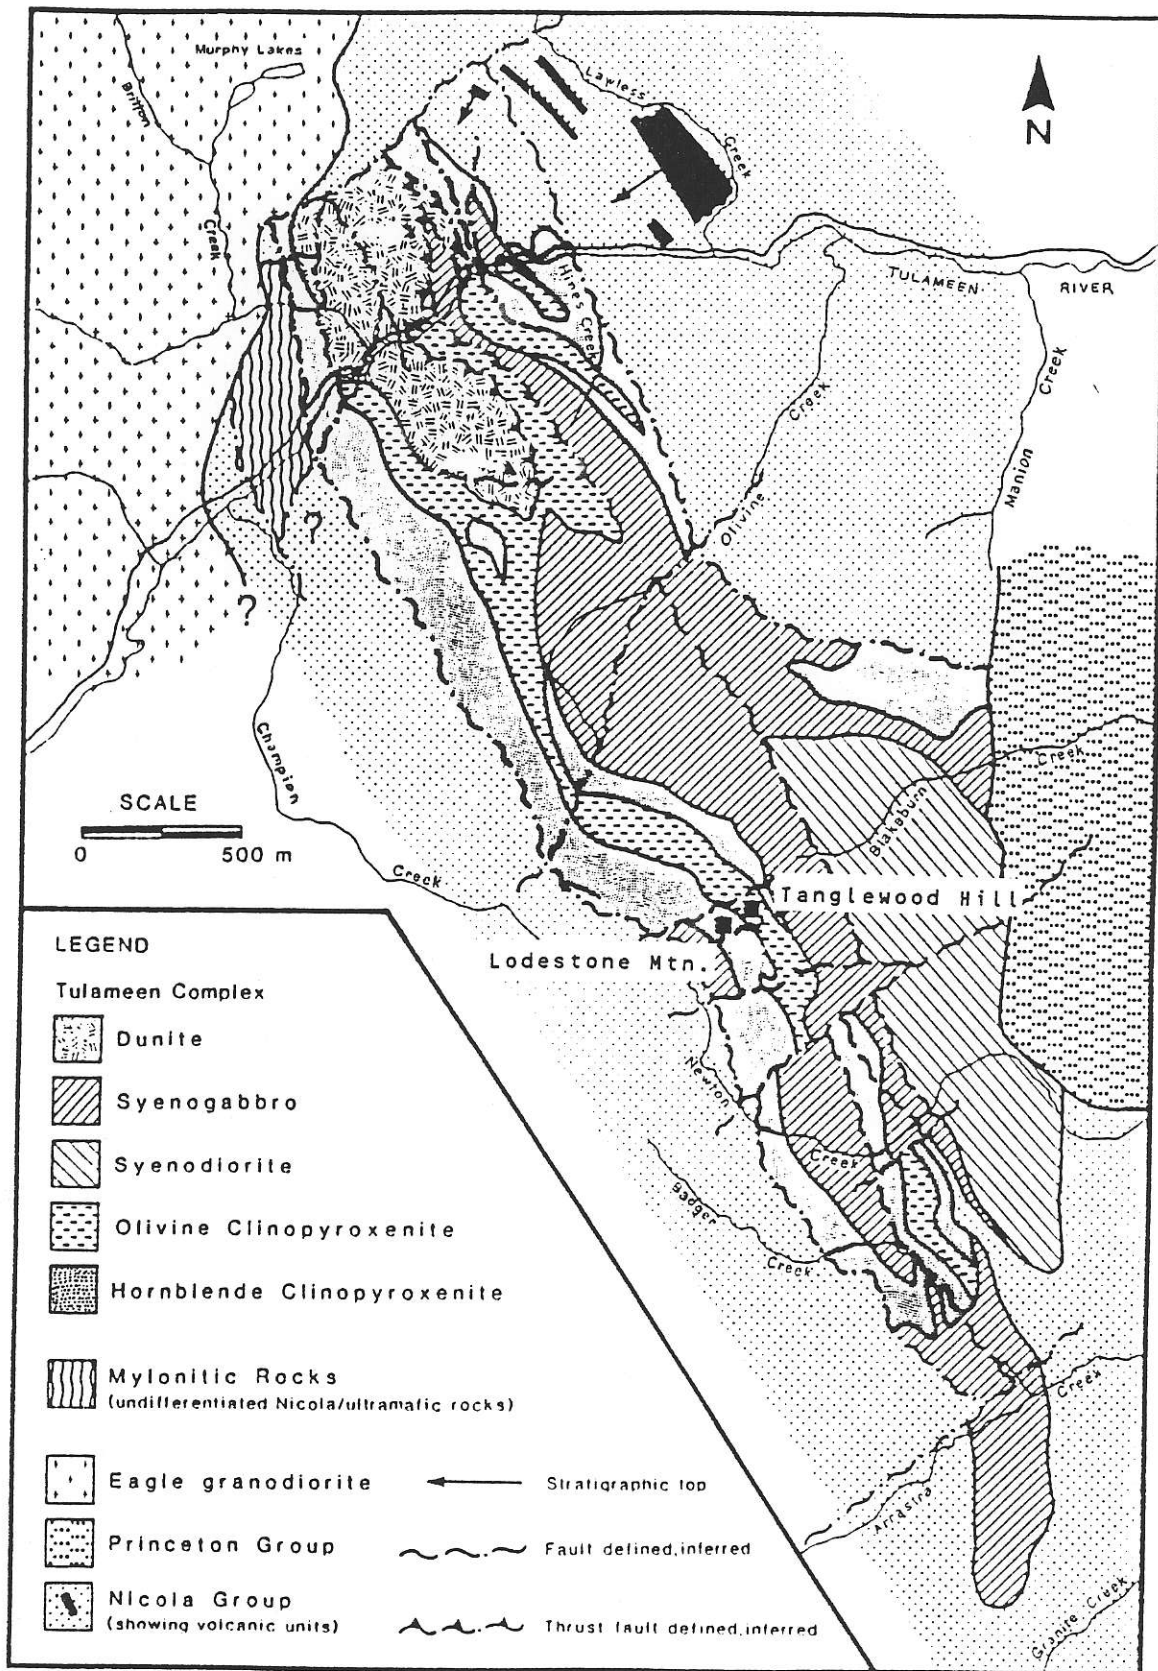 Murphy Lakes
Britton
Creek
Lawless
Creek
N
TULAMEEN
RIVER
Hines Creek
Creek
Olivine
Creek
Manion
?
?
Champion
Creek
SCALE
0 500 m
Creek
Blakeburn
Tanglewood Hill
Lodestone Mtn.
Newton
Creek
Badger
Creek
Creek
Arrastra
Granite Creek
LEGEND
Tulameen Complex
Dunite
Syenogabbro
Syenodiorite
Olivine Clinopyroxenite
Hornblende Clinopyroxenite
Mylonitic Rocks
(undifferentiated Nicola/ultramafic rocks)
Eagle granodiorite
Stratigraphic top
Princeton Group
Fault defined, inferred
Nicola Group
(showing volcanic units)
Thrust fault defined, inferred